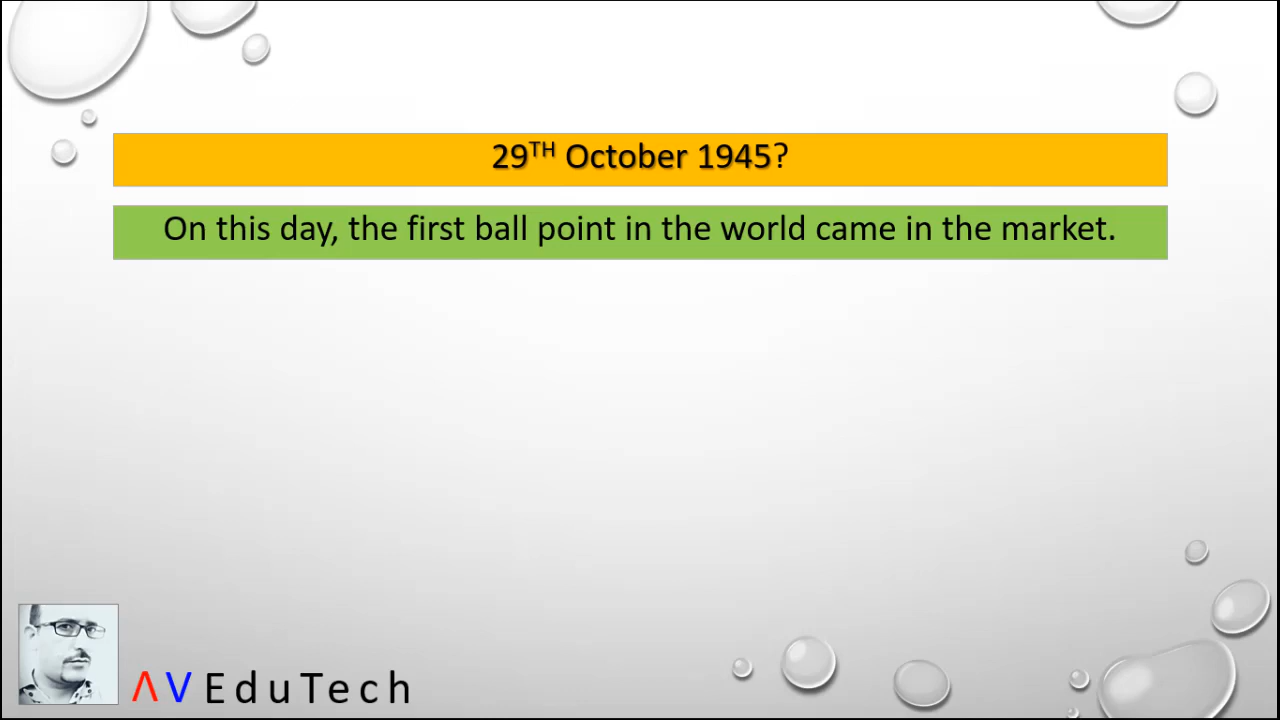 29TH October 1945?
On this day, the first ball point in the world came in the market.
ΛV EduTech